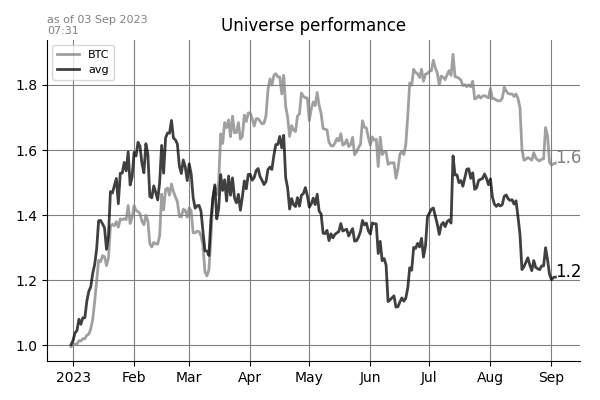 as of 03 Sep 2023
07:31
Universe performance
BTC
avg
1.8
1.6
1.4
1.2
1.0
1.6
1.2
2023 Feb Mar Apr May Jun Jul Aug Sep